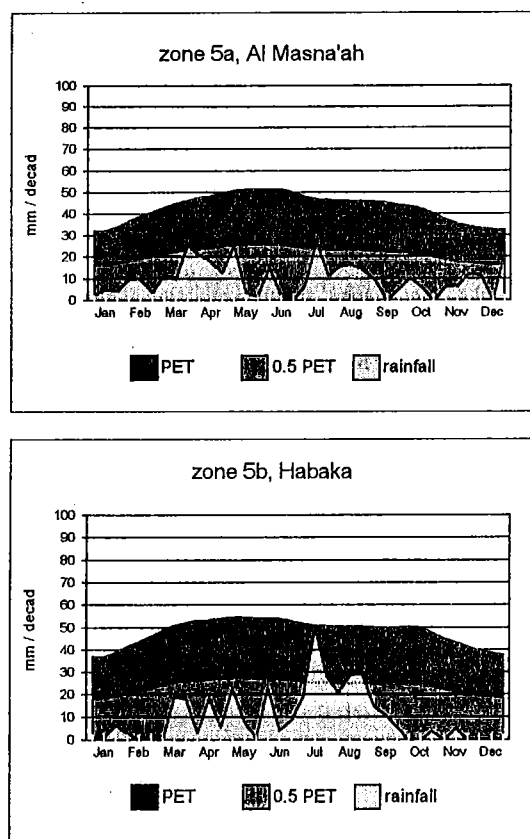 zone 5a, Al Masna'ah
mm / decad
100
90
80
70
60
50
40
30
20
10
0
Jan Feb Mar Apr May Jun Jul Aug Sep Oct Nov Dec
PET 0.5 PET rainfall
zone 5b, Habaka
mm / decad
100
90
80
70
60
50
40
30
20
10
0
Jan Feb Mar Apr May Jun Jul Aug Sep Oct Nov Dec
PET 0.5 PET rainfall